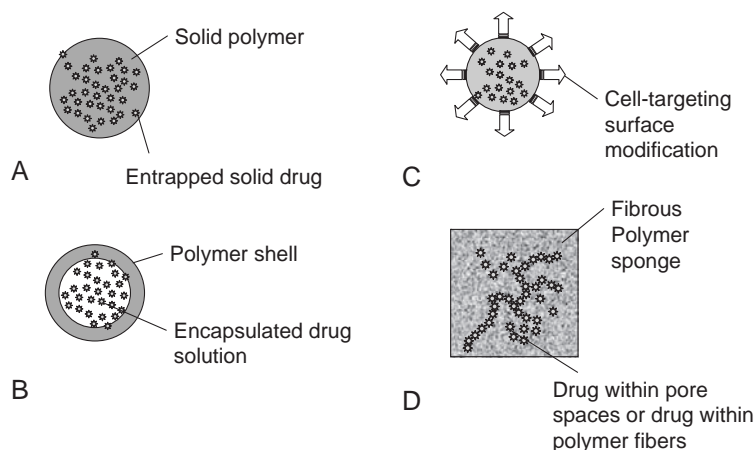 Solid polymer
Entrapped solid drug
A
Polymer shell
Encapsulated drug
solution
B
Cell-targeting
surface
modification
C
Fibrous
Polymer
sponge
Drug within pore
spaces or drug within
polymer fibers
D